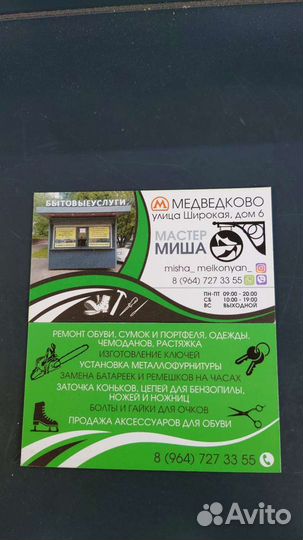 БЫТОВЫЕУСЛУГИ
М МЕДВЕДКОВО
улица Широкая, дом 6
МАСТЕР
МИША
misha_meikonyan_
8 (964) 727 33 55
ПН-ПТ 09:00 - 20:00
СБ 10:00 - 19:00
ВС ВЫХОДНОЙ
РЕМОНТ ОБУВИ, СУМОК И ПОРТФЕЛЯ, ОДЕЖДЫ,
ЧЕМОДАНОВ, РАСТЯЖКА
ИЗГОТОВЛЕНИЕ КЛЮЧЕЙ
УСТАНОВКА МЕТАЛЛОФУРНИТУРЫ
ЗАМЕНА БАТАРЕЕК И РЕМЕШКОВ НА ЧАСАХ
ЗАТОЧКА КОНЬКОВ, ЦЕПЕЙ ДЛЯ БЕНЗОПИЛЫ,
НОЖЕЙ И НОЖНИЦ
БОЛТЫ И ГАЙКИ ДЛЯ ОЧКОВ
ПРОДАЖА АКСЕССУАРОВ ДЛЯ ОБУВИ
8 (964) 727 33 55
Avito